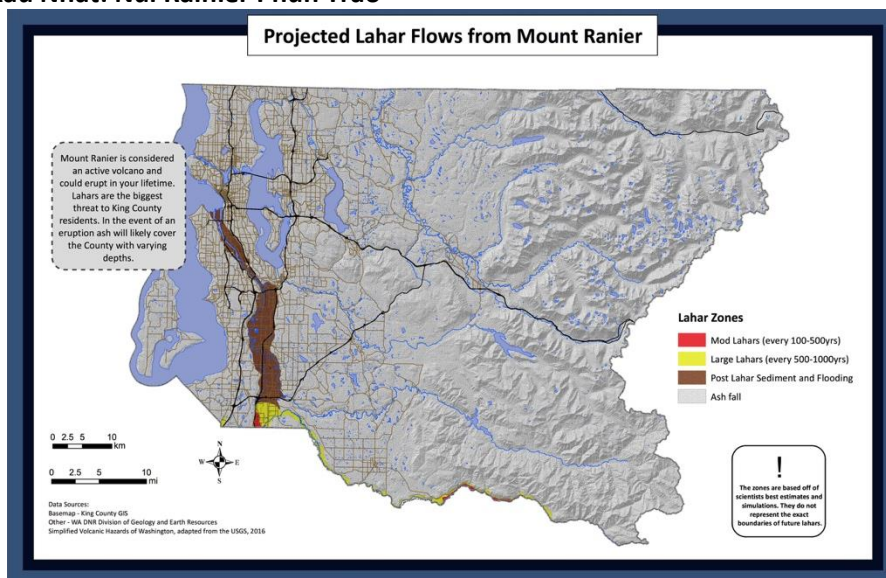 Projected Lahar Flows from Mount Ranier
Mount Ranier is considered
an active volcano and
could erupt in your lifetime.
Lahars are the biggest
threat to King County
residents. In the event of an
eruption ash will likely cover
the County with varying
depths.
Lahar Zones
Mod Lahars (every 100-500yrs)
Large Lahars (every 500-1000yrs)
Post Lahar Sediment and Flooding
Ash fall
0 2.5 5 10
km
0 2.5 5 10
mi
N
W E
S
!
The zones are based off of
scientists best estimates and
simulations. They do not
represent the exact
boundaries of future lahars.
Data Sources:
Basemap - King County GIS
Other - WA DNR Division of Geology and Earth Resources
Simplified Volcanic Hazards of Washington, adapted from the USGS, 2016